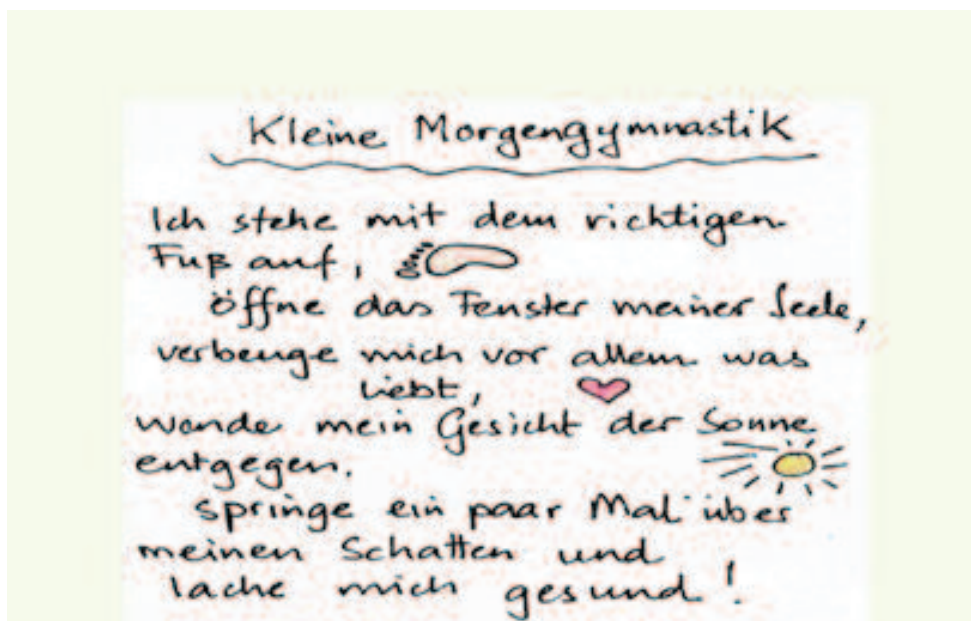 Kleine Morgengymnastik
Ich stehe mit dem richtigen
Fuß auf,
öffne das Fenster meiner Seele,
verbeuge mich vor allem was
liebt,
wende mein Gesicht der Sonne
entgegen.
springe ein paar Mal über
meinen Schatten und
lache mich gesund!